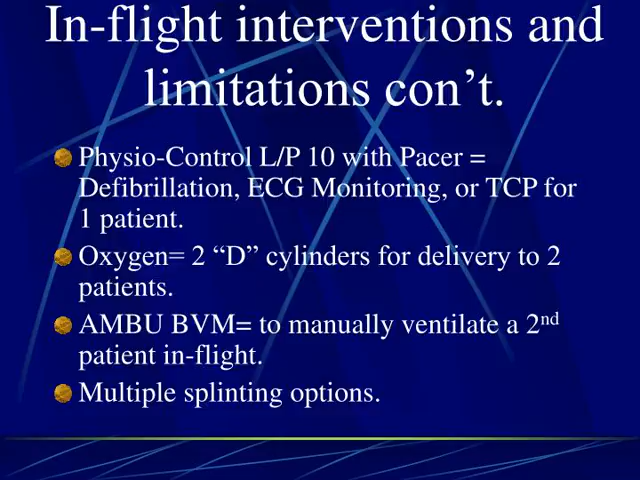 In-flight interventions and
limitations con’t.
Physio-Control L/P 10 with Pacer =
Defibrillation, ECG Monitoring, or TCP for
1 patient.
Oxygen= 2 “D” cylinders for delivery to 2
patients.
AMBU BVM= to manually ventilate a 2nd
patient in-flight.
Multiple splinting options.